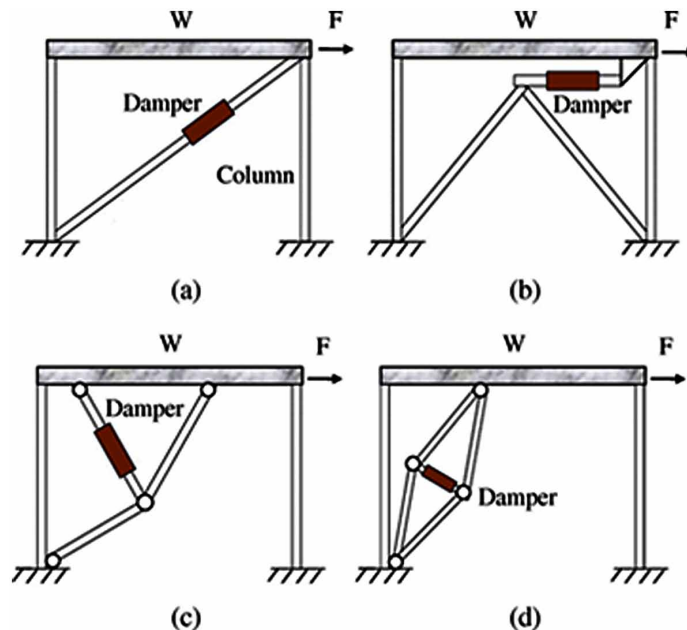 W F
Damper
Column
(a)
W F
Damper
(b)
W F
Damper
(c)
W F
Damper
(d)